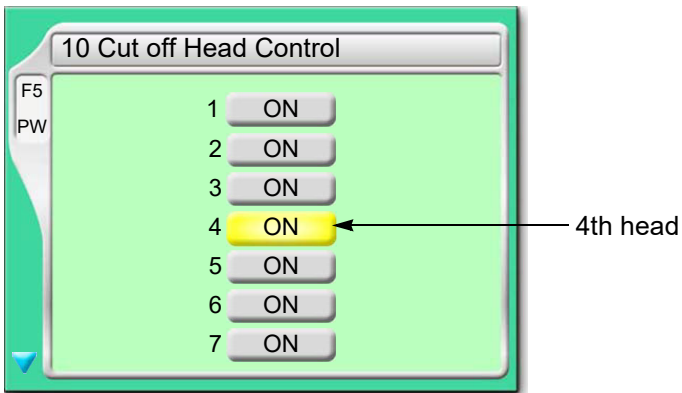 10 Cut off Head Control
F5
PW
1 ON
2 ON
3 ON
4 ON 4th head
5 ON
6 ON
7 ON